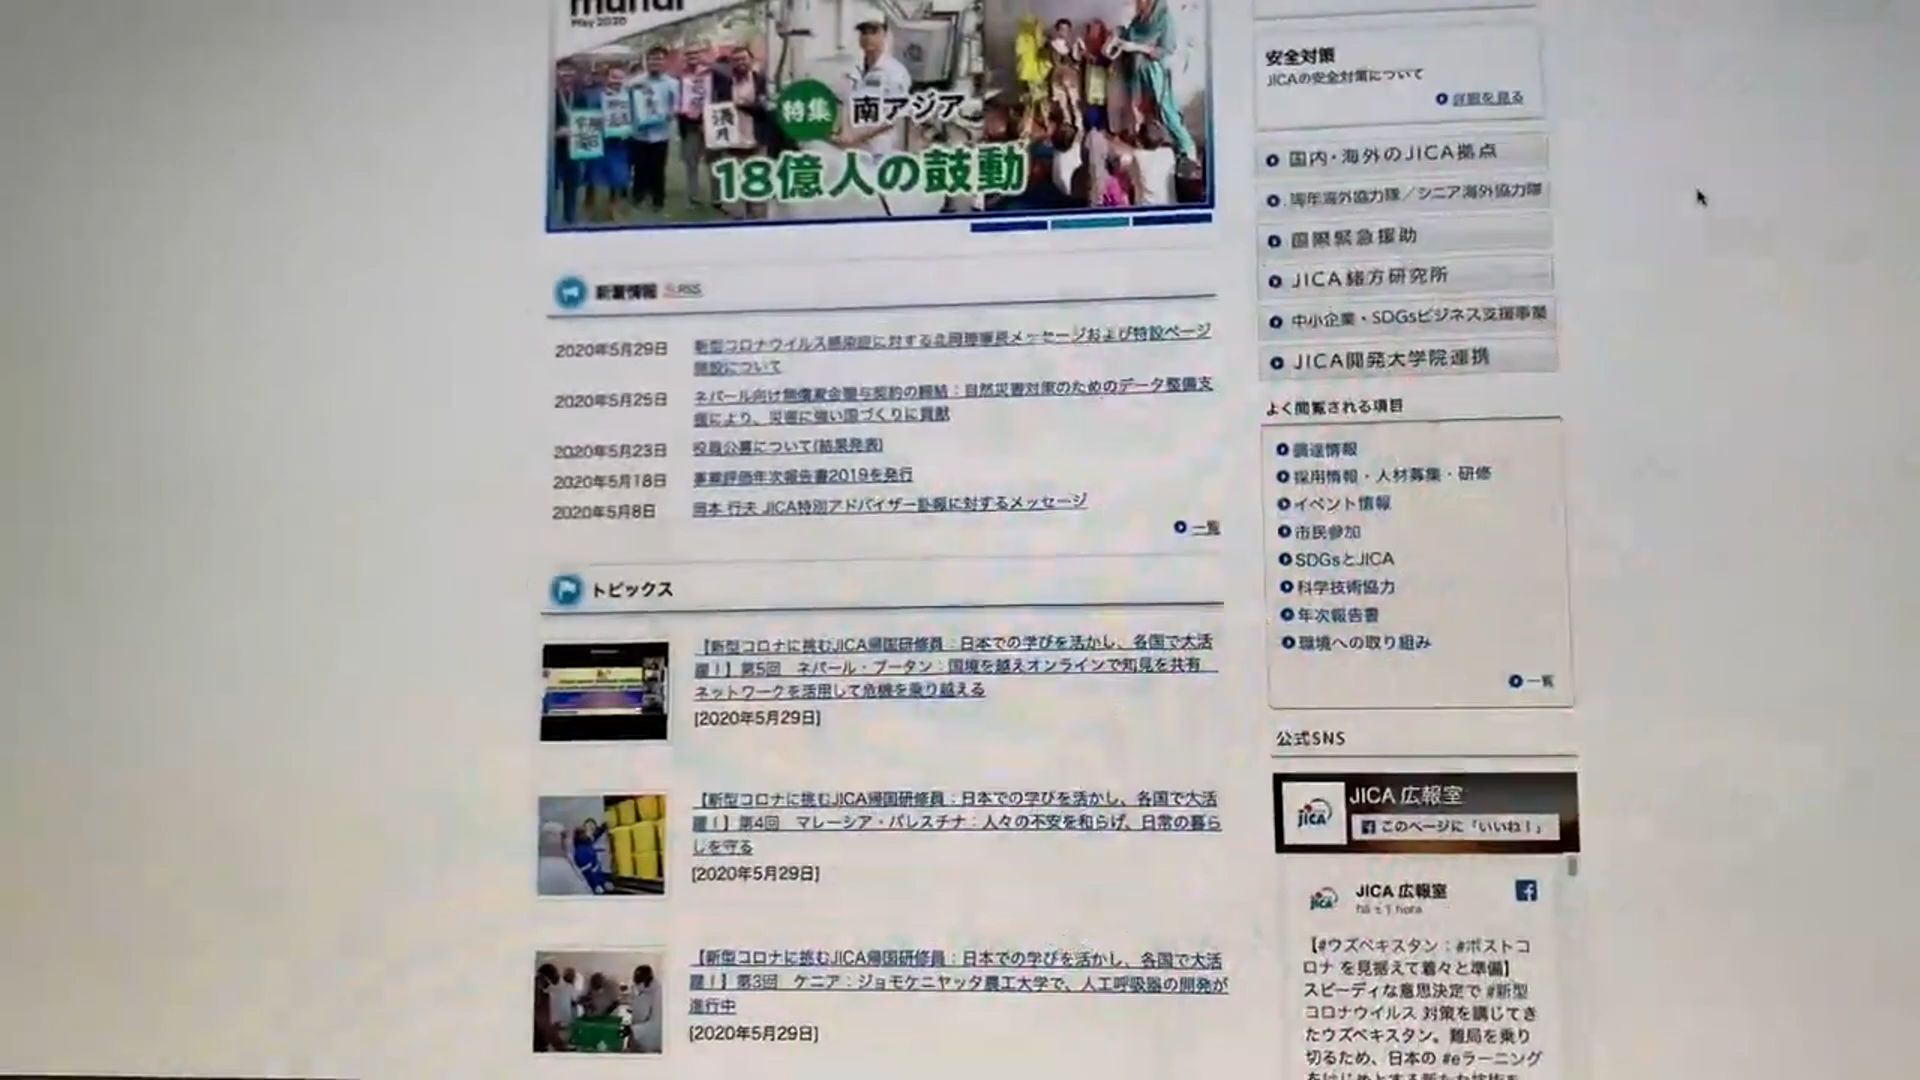 mundi
May 2020
特集 南アジア
18億人の鼓動
新着情報 RSS
2020年5月29日 新型コロナウイルス感染症に対する北岡理事長メッセージおよび特設ページ
開設について
2020年5月25日 ネパール向け無償資金贈与契約の締結：自然災害対策のためのデータ整備支
援により、災害に強い国づくりに貢献
2020年5月23日 役員公募について(結果発表)
2020年5月18日 事業評価年次報告書2019を発行
2020年5月8日 岡本 行夫 JICA特別アドバイザー訃報に対するメッセージ
一覧
トピックス
【新型コロナに挑むJICA帰国研修員：日本での学びを活かし、各国で大活
躍！】第5回　ネパール・ブータン：国境を越えオンラインで知見を共有
ネットワークを活用して危機を乗り越える
[2020年5月29日]
【新型コロナに挑むJICA帰国研修員：日本での学びを活かし、各国で大活
躍！】第4回　マレーシア・パレスチナ：人々の不安を和らげ、日常の暮ら
しを守る
[2020年5月29日]
【新型コロナに挑むJICA帰国研修員：日本での学びを活かし、各国で大活
躍！】第3回　ケニア：ジョモケニヤッタ農工大学で、人工呼吸器の開発が
進行中
[2020年5月29日]
安全対策
JICAの安全対策について
詳細を見る
国内・海外のJICA拠点
青年海外協力隊／シニア海外協力隊
国際緊急援助
JICA緒方研究所
中小企業・SDGsビジネス支援事業
JICA開発大学院連携
よく閲覧される項目
調達情報
採用情報・人材募集・研修
イベント情報
市民参加
SDGsとJICA
科学技術協力
年次報告書
環境への取り組み
一覧
公式SNS
JICA 広報室
このページに「いいね！」
JICA 広報室
【#ウズベキスタン：#ポストコ
ロナ を見据えて着々と準備】
スピーディな意思決定で #新型
コロナウイルス 対策を講じてき
たウズベキスタン。難局を乗り
切るため、日本の #eラーニング